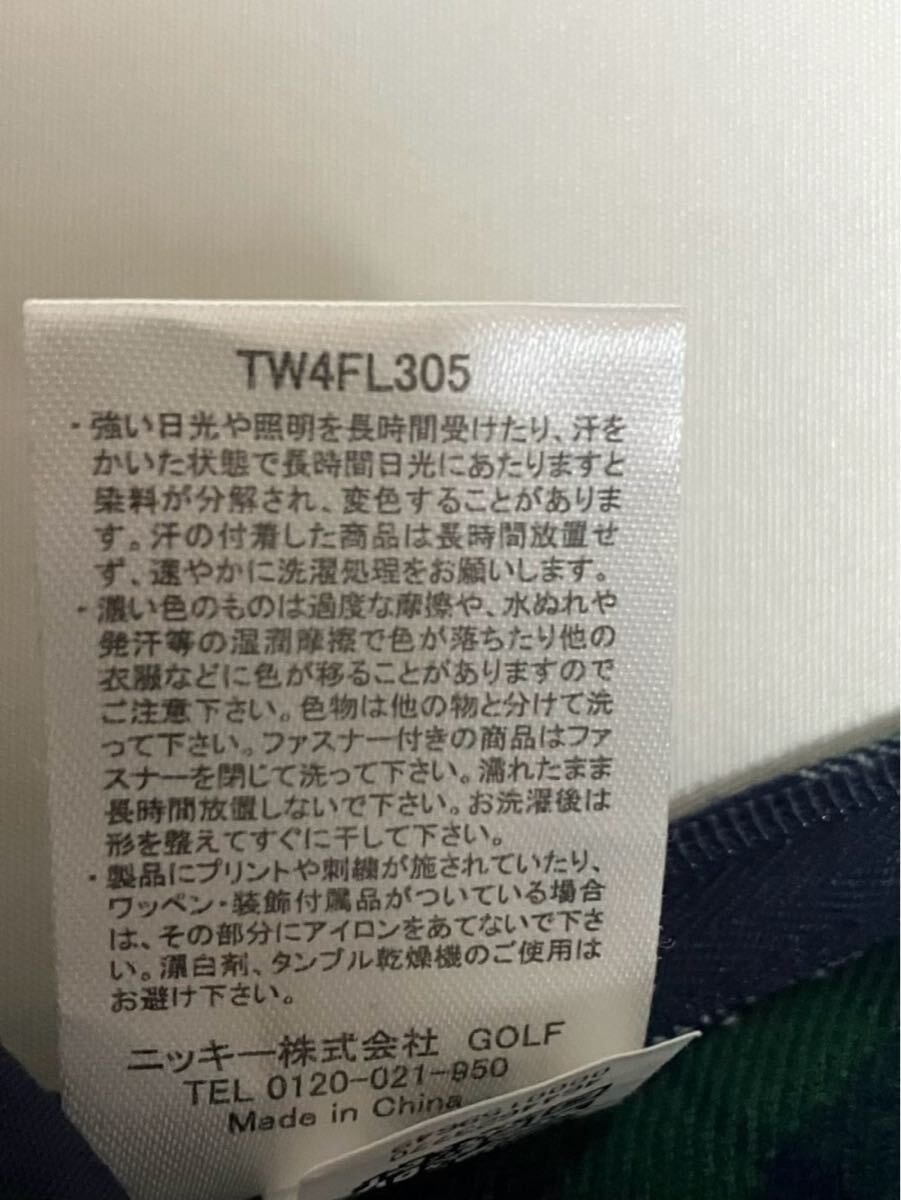 TW4FL305
・強い日光や照明を長時間受けたり、汗を
かいた状態で長時間日光にあたりますと
染料が分解され、変色することがありま
す。汗の付着した商品は長時間放置せ
ず、速やかに洗濯処理をお願いします。
・濃い色のものは過度な摩擦や、水ぬれや
発汗等の湿潤摩擦で色が落ちたり他の
衣服などに色が移ることがありますので
ご注意下さい。色物は他の物と分けて洗
って下さい。ファスナー付きの商品はファ
スナーを閉じて洗って下さい。濡れたまま
長時間放置しないで下さい。お洗濯後は
形を整えてすぐに干して下さい。
・製品にプリントや刺繍が施されていたり、
ワッペン・装飾付属品がついている場合
は、その部分にアイロンをあてないで下さ
い。漂白剤、タンブル乾燥機のご使用は
お避け下さい。
ニッキー株式会社 GOLF
TEL 0120-021-950
Made in China